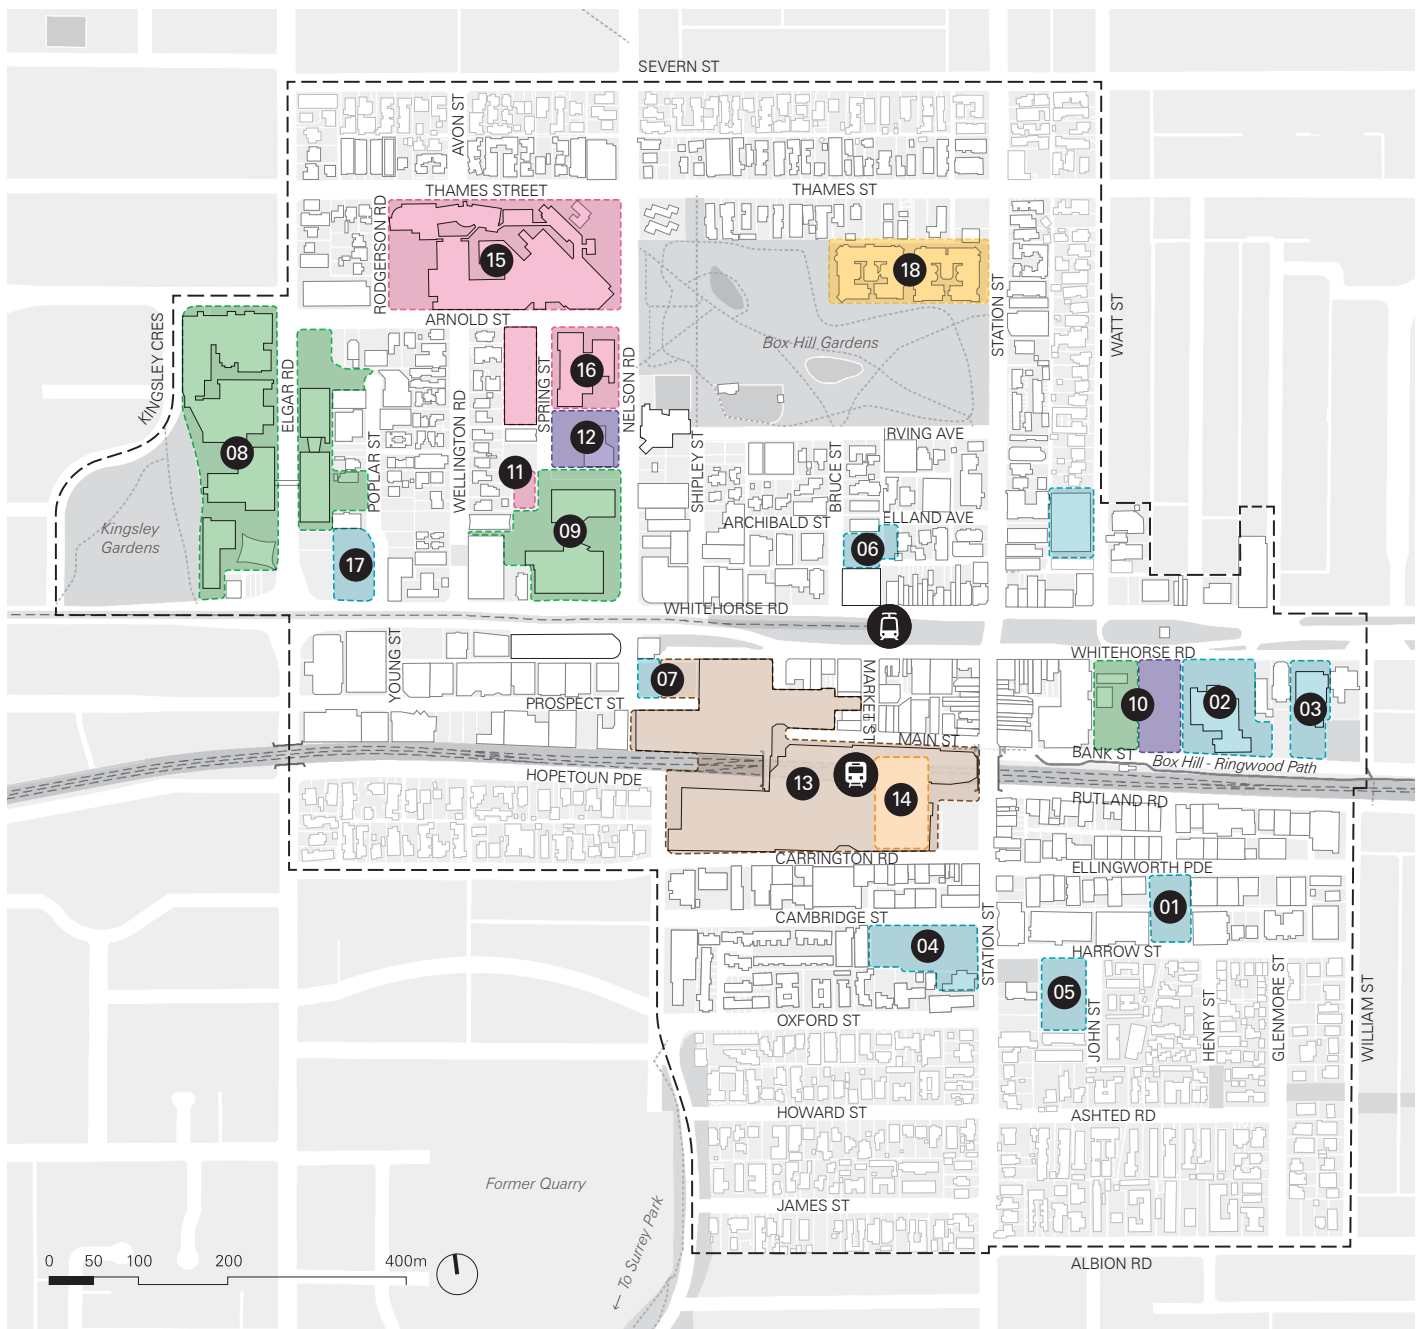 SEVERN ST
AVON ST
THAMES STREET
THAMES ST
RODGERSON RD
15
18
ARNOLD ST
STATION ST
WATT ST
KINGSLEY CRES
ELGAR RD
Box Hill Gardens
16
SPRING ST
NELSON RD
WELLINGTON RD
POPLAR ST
12
08
11
SHIPLEY ST
BRUCE ST
IRVING AVE
ARCHIBALD ST
ELLAND AVE
Kingsley
Gardens
09
06
17
WHITEHORSE RD
WHITEHORSE RD
YOUNG ST
07
MARKET ST
PROSPECT ST
10
02
03
MAIN ST
BANK ST
Box Hill - Ringwood Path
HOPETOUN PDE
13
14
RUTLAND RD
CARRINGTON RD
ELLINGWORTH PDE
01
CAMBRIDGE ST
STATION ST
04
HARROW ST
05
JOHN ST
HENRY ST
GLENMORE ST
WILLIAM ST
OXFORD ST
HOWARD ST
ASHTED RD
Former Quarry
JAMES ST
← To Surrey Park
0 50 100 200 400m
ALBION RD